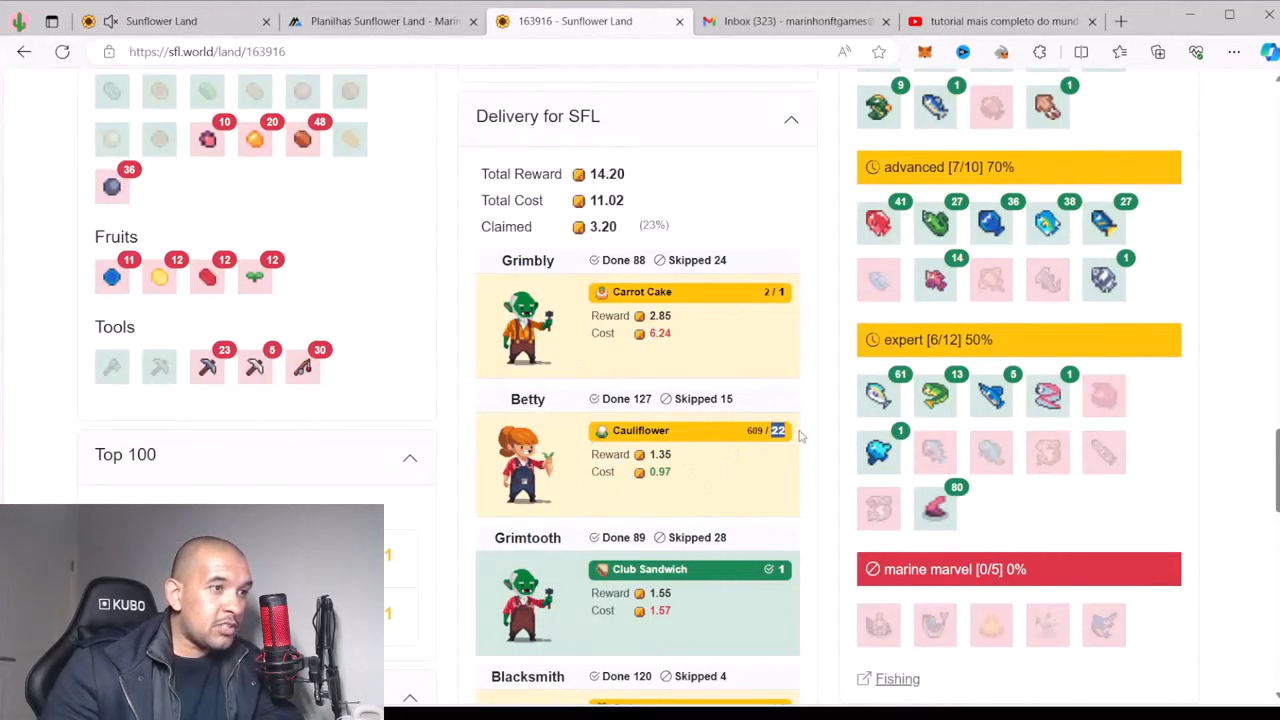 Sunflower Land
Planilhas Sunflower Land - Marin
163916 - Sunflower Land
Inbox (323) - marinhonftgames@
tutorial mais completo do mund
https://sfl.world/land/163916
10
20
48
36
Fruits
11
12
12
12
Tools
23
5
30
Top 100
1
1
KUBO
Delivery for SFL
Total Reward 14.20
Total Cost 11.02
Claimed 3.20 (23%)
Grimbly Done 88 Skipped 24
Carrot Cake 2 / 1
Reward 2.85
Cost 6.24
Betty Done 127 Skipped 15
Cauliflower 609 / 22
Reward 1.35
Cost 0.97
Grimtooth Done 89 Skipped 28
Club Sandwich 1
Reward 1.55
Cost 1.57
Blacksmith Done 120 Skipped 4
9
1
1
advanced [7/10] 70%
41
27
36
38
27
14
1
expert [6/12] 50%
61
13
5
1
1
80
marine marvel [0/5] 0%
Fishing